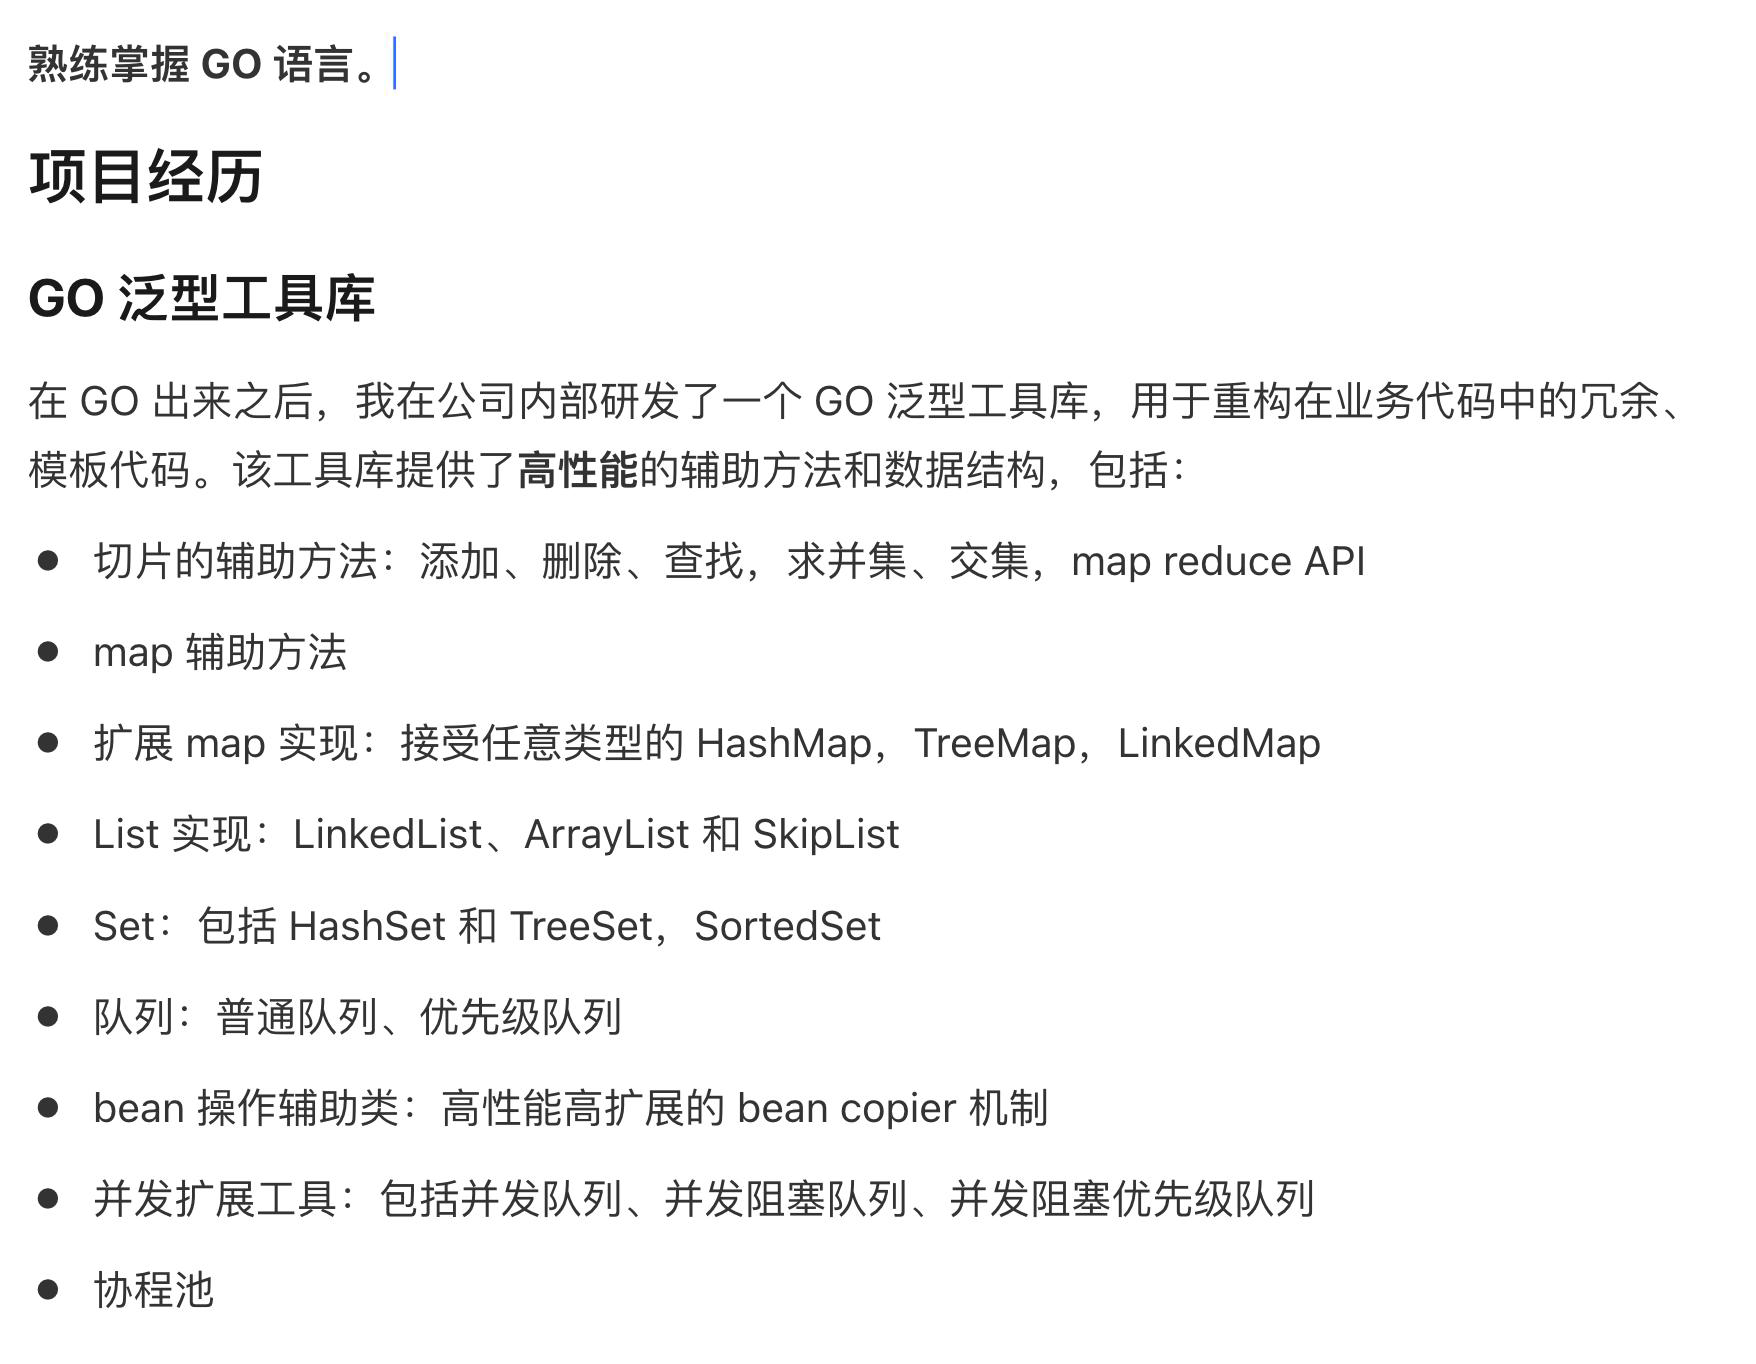 熟练掌握 GO 语言。
项目经历
GO 泛型工具库
在 GO 出来之后，我在公司内部研发了一个 GO 泛型工具库，用于重构在业务代码中的冗余、
模板代码。该工具库提供了高性能的辅助方法和数据结构，包括：
● 切片的辅助方法：添加、删除、查找，求并集、交集，map reduce API
● map 辅助方法
● 扩展 map 实现：接受任意类型的 HashMap，TreeMap，LinkedMap
● List 实现：LinkedList、ArrayList 和 SkipList
● Set：包括 HashSet 和 TreeSet，SortedSet
● 队列：普通队列、优先级队列
● bean 操作辅助类：高性能高扩展的 bean copier 机制
● 并发扩展工具：包括并发队列、并发阻塞队列、并发阻塞优先级队列
● 协程池